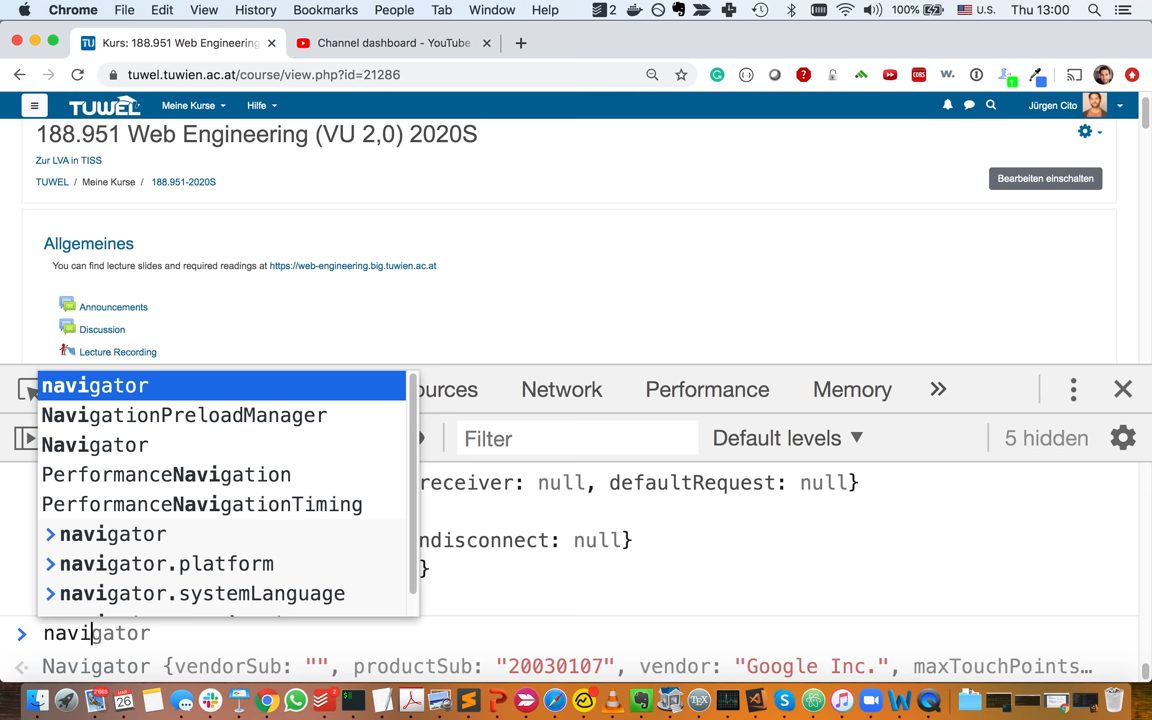 Chrome File Edit View History Bookmarks People Tab Window Help 2 100% U.S. Thu 13:00
TU Kurs: 188.951 Web Engineering Channel dashboard - YouTube
tuwel.tuwien.ac.at/course/view.php?id=21286
TUWEL Meine Kurse Hilfe Jürgen Cito
188.951 Web Engineering (VU 2,0) 2020S
Zur LVA in TISS
TUWEL / Meine Kurse / 188.951-2020S
Bearbeiten einschalten
Allgemeines
You can find lecture slides and required readings at https://web-engineering.big.tuwien.ac.at
Announcements
Discussion
Lecture Recording
ources Network Performance Memory »
Filter Default levels ▼ 5 hidden
navigator
NavigationPreloadManager
Navigator
PerformanceNavigation
PerformanceNavigationTiming
navigator
navigator.platform
navigator.systemLanguage
receiver: null, defaultRequest: null}
ndisconnect: null}
}
navigator
Navigator {vendorSub: "", productSub: "20030107", vendor: "Google Inc.", maxTouchPoints…